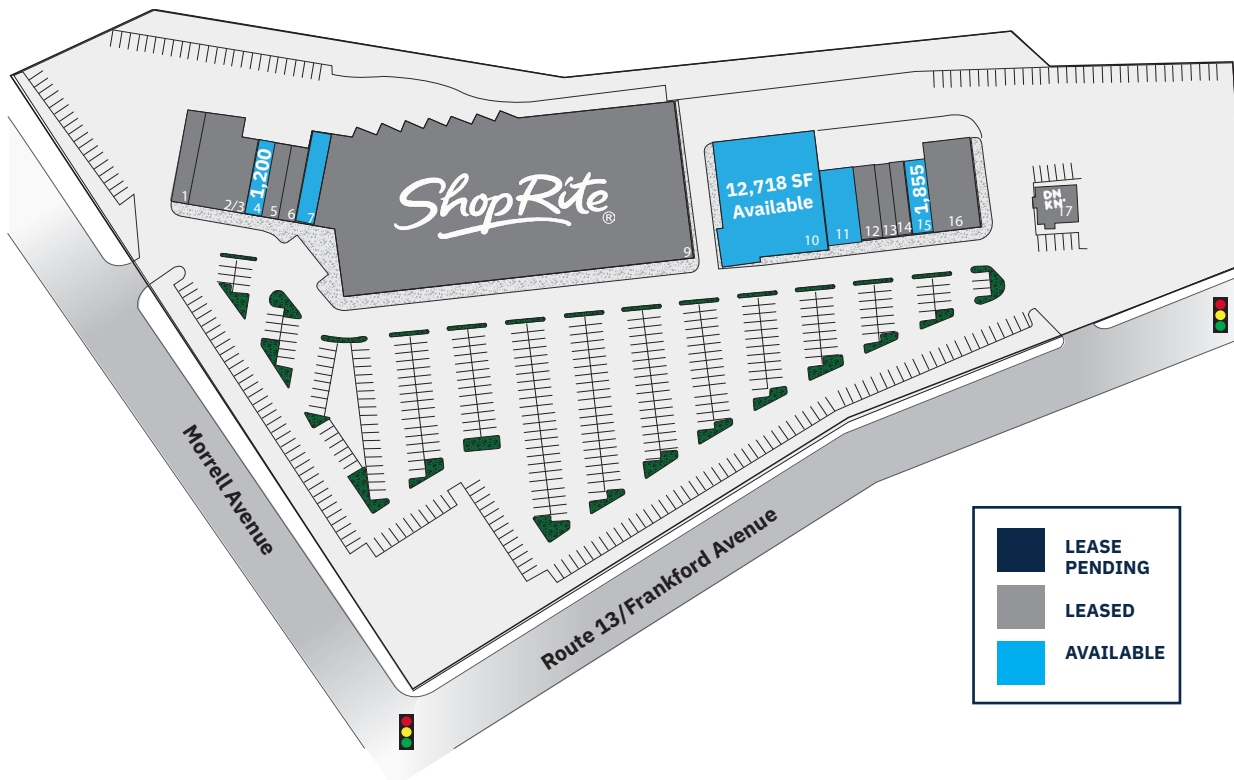 1
2/3
4
1,200
5
6
7
ShopRite®
9
12,718 SF
Available
10
11
12
13
14
15
1,855
16
DN
KN'
17
Morrell Avenue
Route 13/Frankford Avenue
LEASE
PENDING
LEASED
AVAILABLE